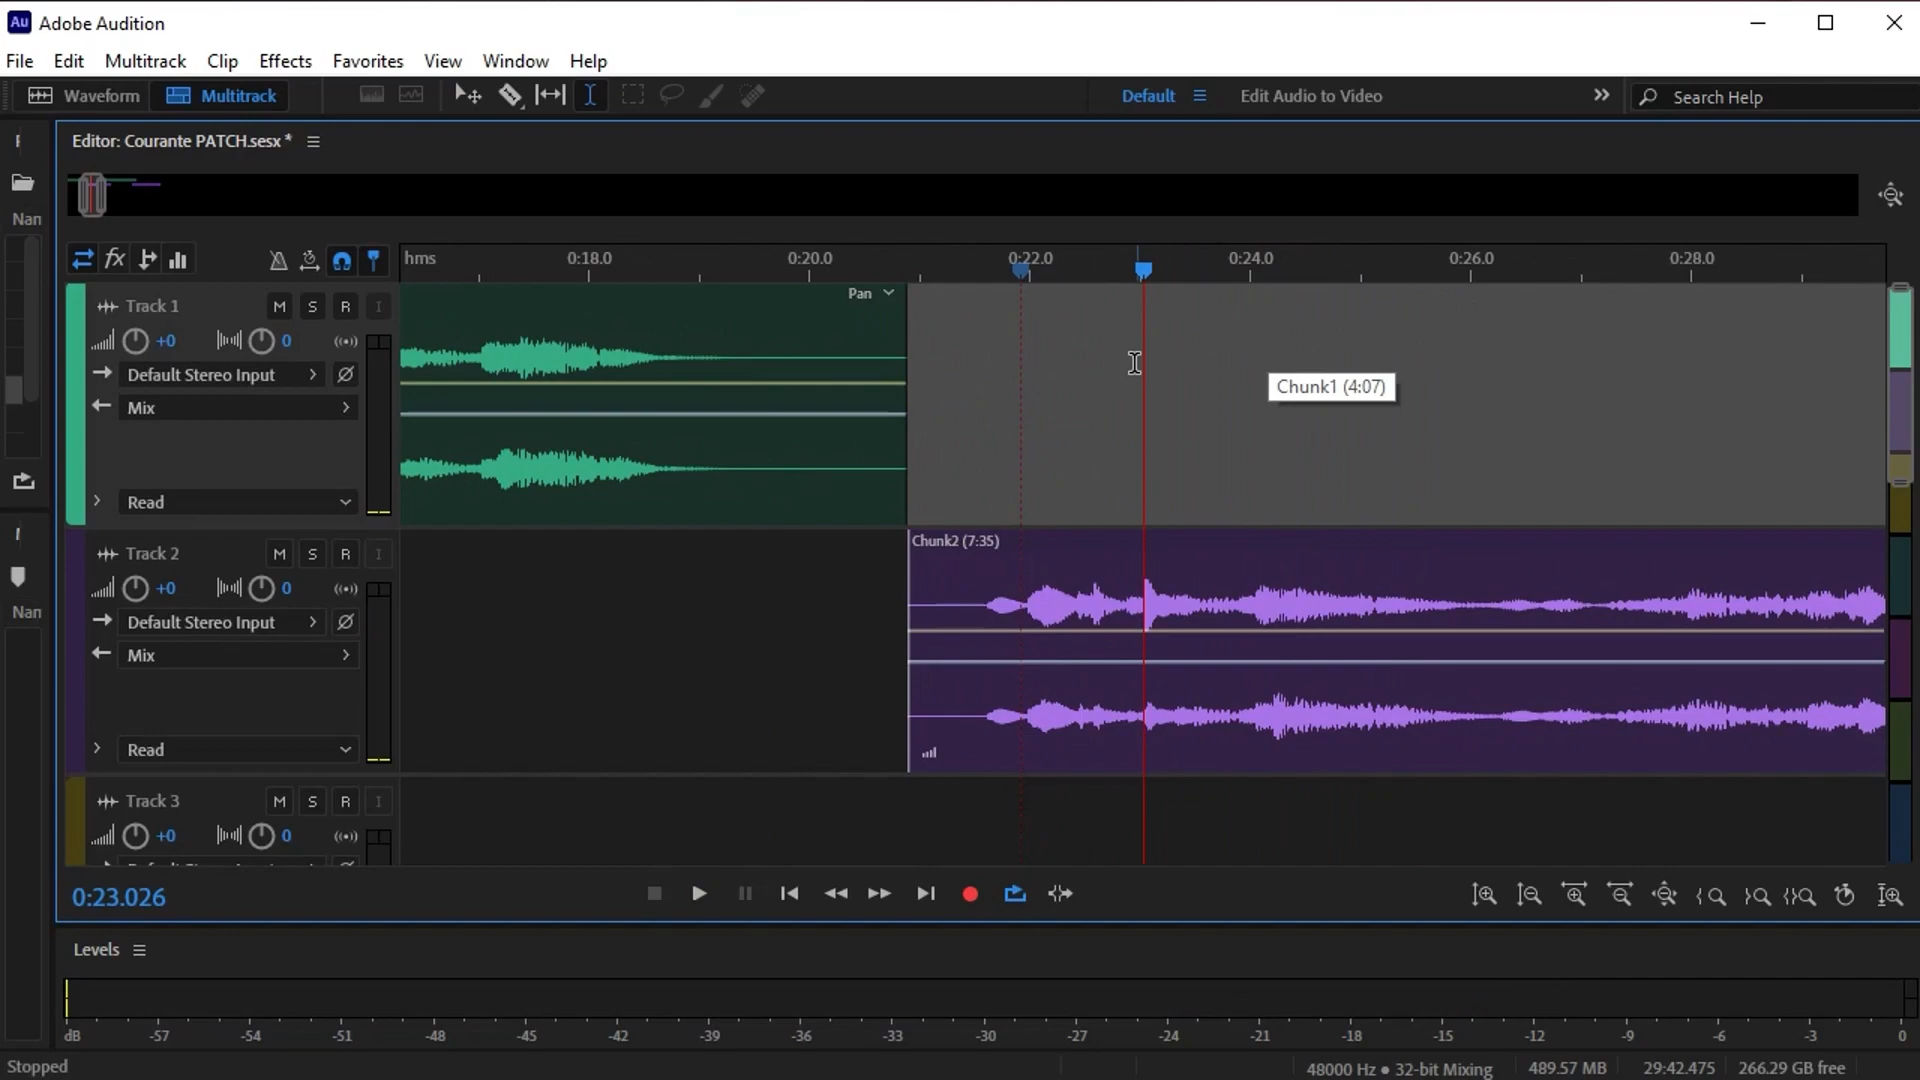 Au Adobe Audition
File Edit Multitrack Clip Effects Favorites View Window Help
Waveform Multitrack Default Edit Audio to Video Search Help
Editor: Courante PATCH.sesx *
Nan
fx hms 0:18.0 0:20.0 0:22.0 0:24.0 0:26.0 0:28.0
Track 1 M S R I
Pan
+0 0
Default Stereo Input
Chunk1 (4:07)
Mix
Read
Track 2 M S R I
Chunk2 (7:35)
+0 0
Nan
Default Stereo Input
Mix
Read
Track 3 M S R I
+0 0
0:23.026
Levels
dB -57 -54 -51 -48 -45 -42 -39 -36 -33 -30 -27 -24 -21 -18 -15 -12 -9 -6 -3 0
Stopped 48000 Hz ● 32-bit Mixing 489.57 MB 29:42.475 266.29 GB free